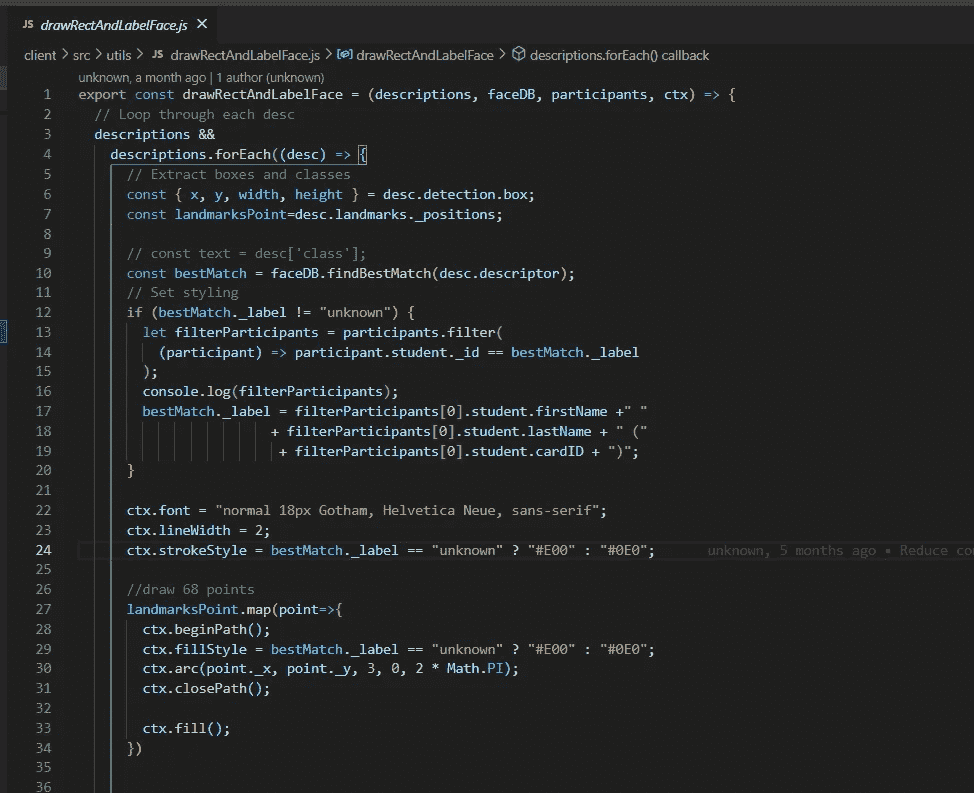 JS drawRectAndLabelFace.js ×
client > src > utils > JS drawRectAndLabelFace.js > drawRectAndLabelFace > descriptions.forEach() callback
unknown, a month ago | 1 author (unknown)
1 export const drawRectAndLabelFace = (descriptions, faceDB, participants, ctx) => {
2 // Loop through each desc
3 descriptions &&
4 descriptions.forEach((desc) => {
5 // Extract boxes and classes
6 const { x, y, width, height } = desc.detection.box;
7 const landmarksPoint=desc.landmarks._positions;
8
9 // const text = desc['class'];
10 const bestMatch = faceDB.findBestMatch(desc.descriptor);
11 // Set styling
12 if (bestMatch._label != "unknown") {
13 let filterParticipants = participants.filter(
14 (participant) => participant.student._id == bestMatch._label
15 );
16 console.log(filterParticipants);
17 bestMatch._label = filterParticipants[0].student.firstName +" "
18 + filterParticipants[0].student.lastName + " ("
19 + filterParticipants[0].student.cardID + ")";
20 }
21
22 ctx.font = "normal 18px Gotham, Helvetica Neue, sans-serif";
23 ctx.lineWidth = 2;
24 ctx.strokeStyle = bestMatch._label == "unknown" ? "#E00" : "#0E0"; unknown, 5 months ago • Reduce
25
26 //draw 68 points
27 landmarksPoint.map(point=>{
28 ctx.beginPath();
29 ctx.fillStyle = bestMatch._label == "unknown" ? "#E00" : "#0E0";
30 ctx.arc(point._x, point._y, 3, 0, 2 * Math.PI);
31 ctx.closePath();
32
33 ctx.fill();
34 })
35
36